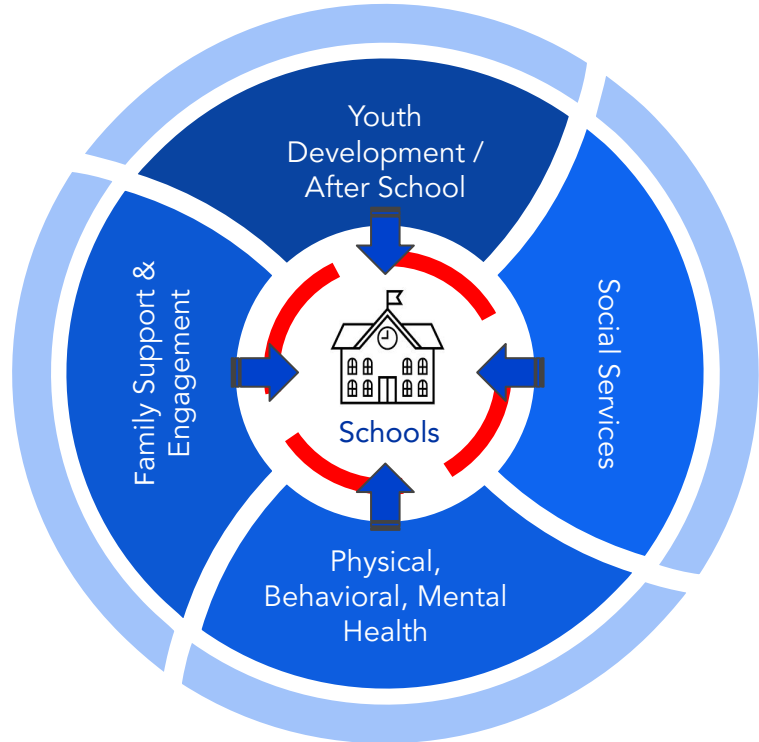 Youth
Development /
After School
Family Support &
Engagement
Social Services
Schools
Physical,
Behavioral, Mental
Health